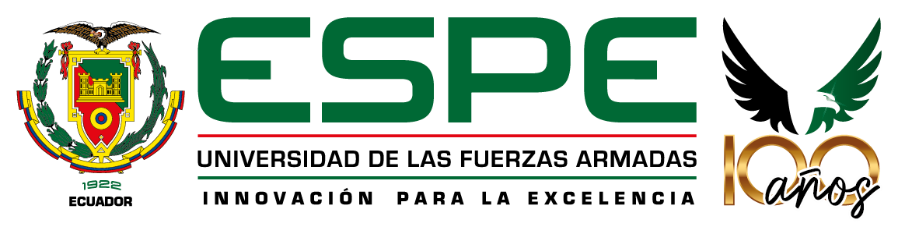 1922
ECUADOR
ESPE
UNIVERSIDAD DE LAS FUERZAS ARMADAS
INNOVACIÓN PARA LA EXCELENCIA
100
años